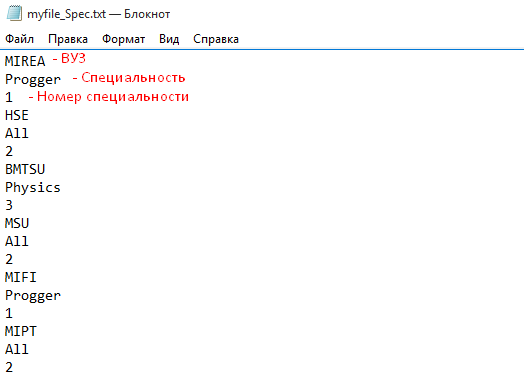 myfile_Spec.txt — Блокнот
Файл Правка Формат Вид Справка
MIREA - ВУЗ
Progger - Специальность
1 - Номер специальности
HSE
All
2
BMTSU
Physics
3
MSU
All
2
MIFI
Progger
1
MIPT
All
2